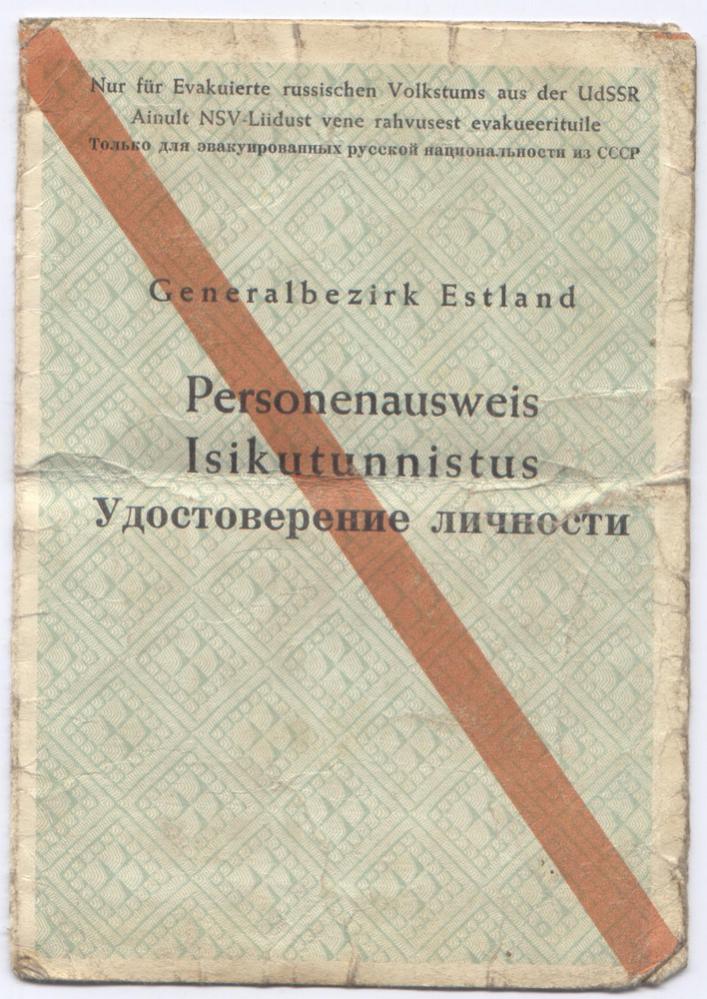 Nur für Evakuierte russischen Volkstums aus der UdSSR
Ainult NSV-Liidust vene rahvusest evakueerituile
Только для эвакуированных русской национальности из СССР
Generalbezirk Estland
Personenausweis
Isikutunnistus
Удостоверение личности